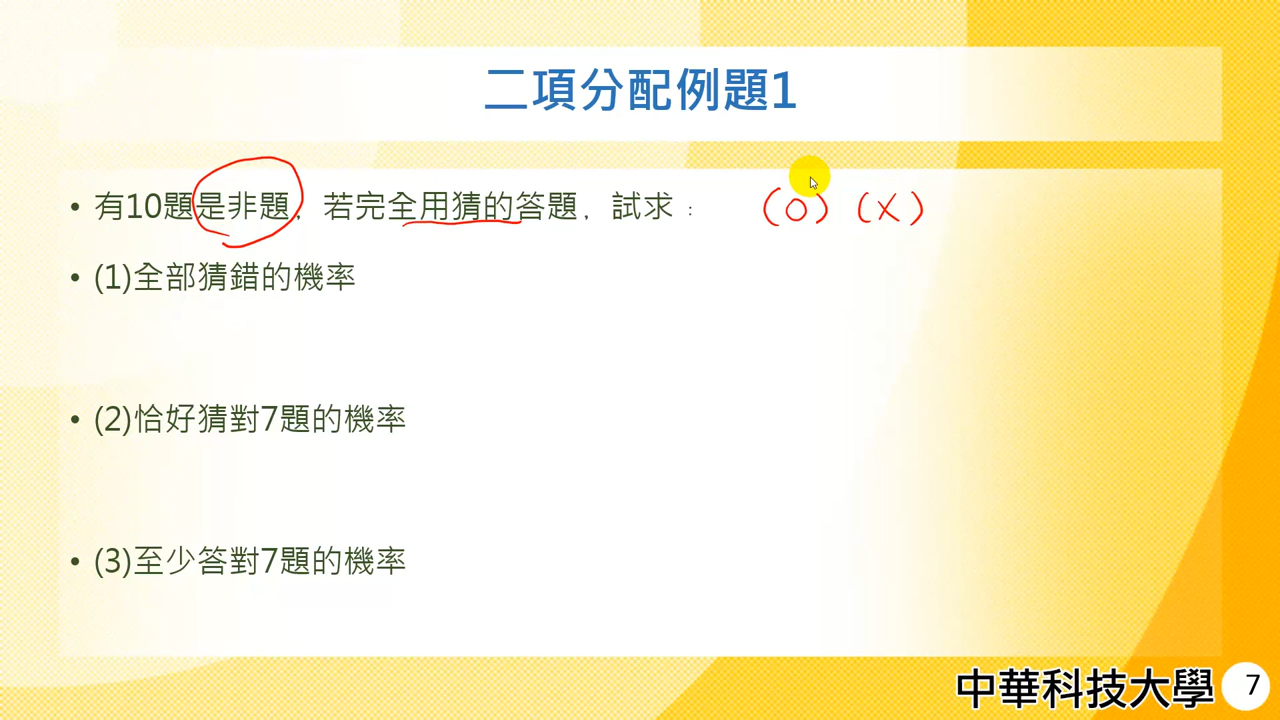 二項分配例題1
• 有10題是非題，若完全用猜的答題，試求： (O) (X)
• (1)全部猜錯的機率
• (2)恰好猜對7題的機率
• (3)至少答對7題的機率
中華科技大學 7